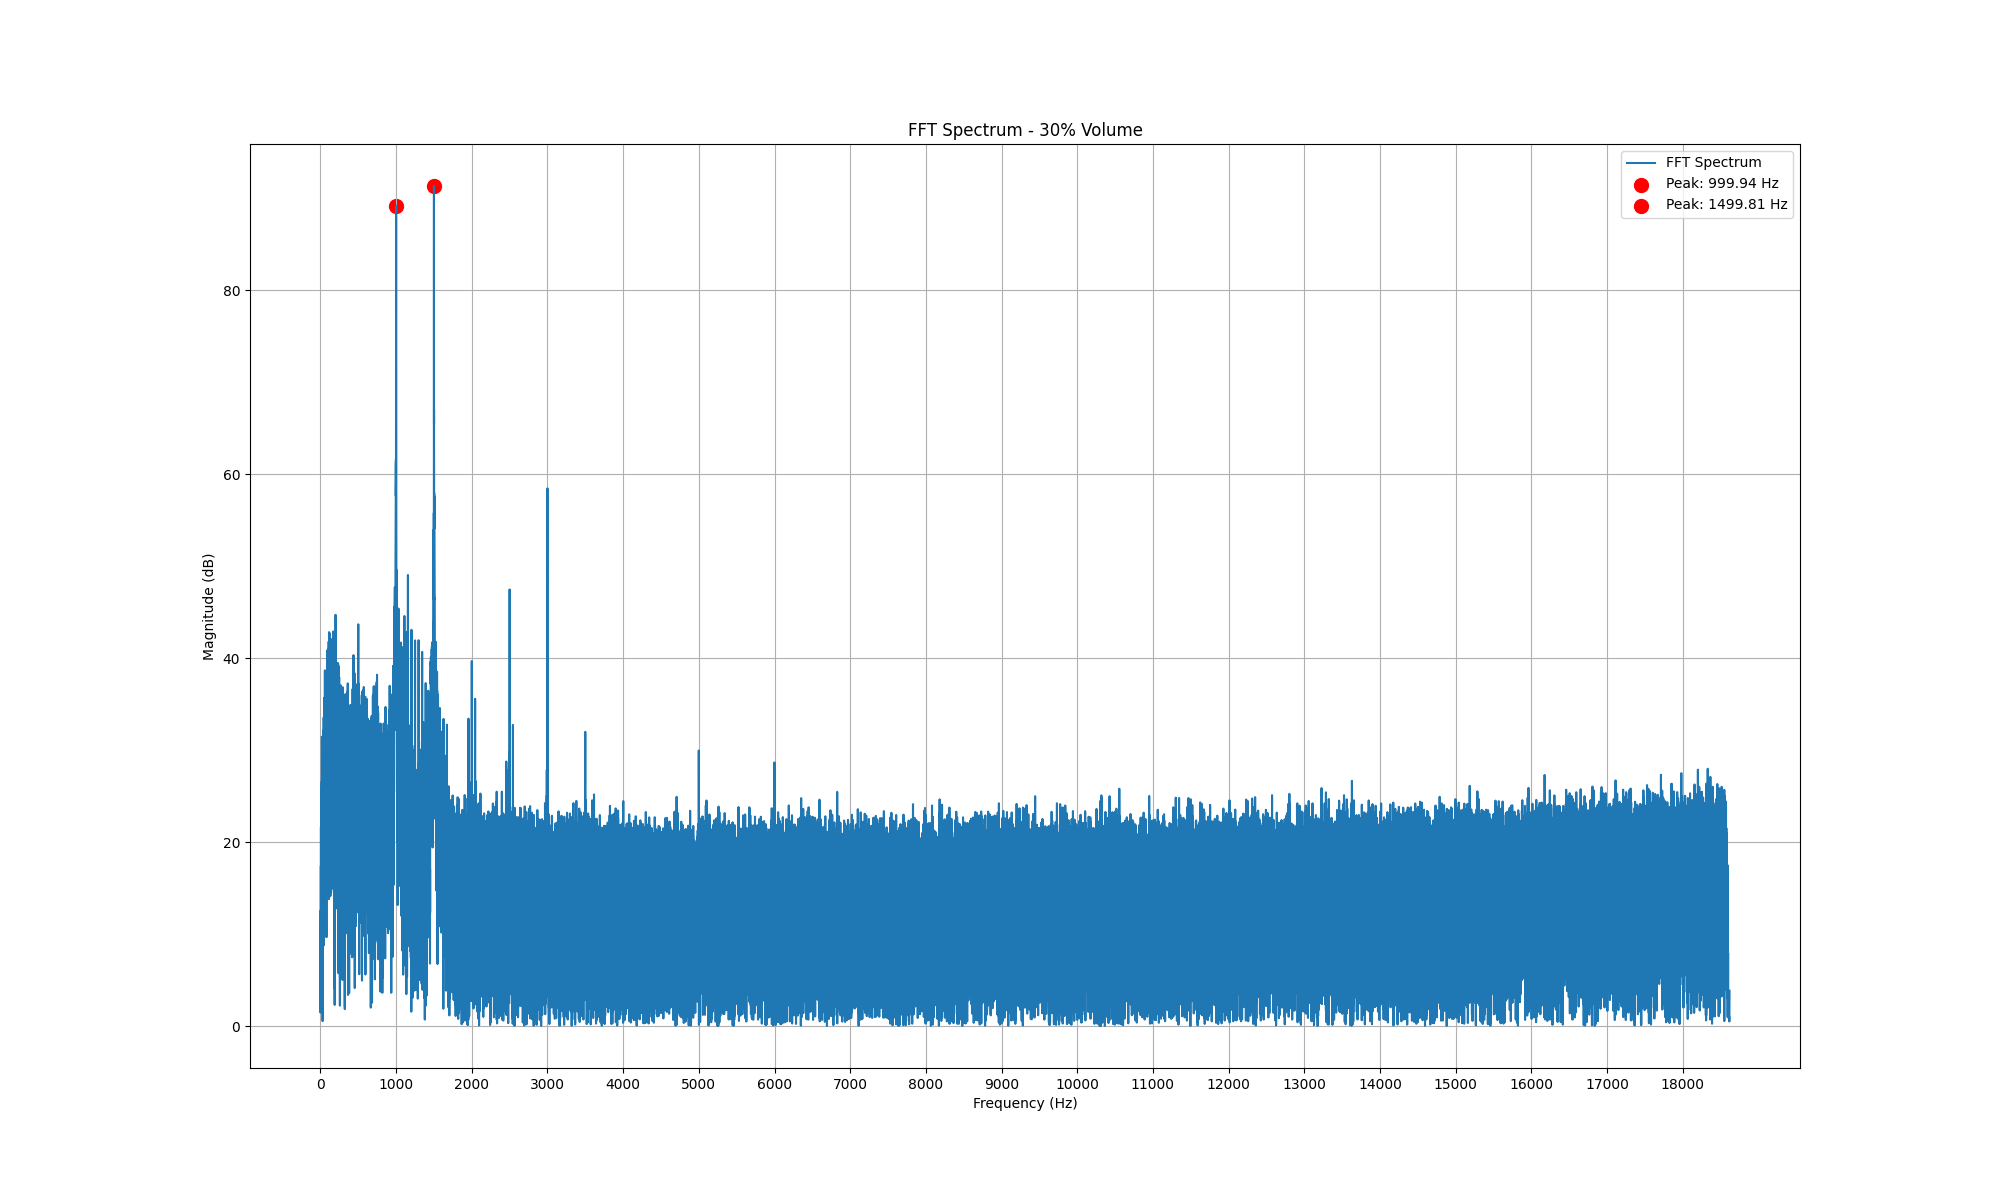 FFT Spectrum - 30% Volume
FFT Spectrum
Peak: 999.94 Hz
Peak: 1499.81 Hz
80
60
40
20
0
Magnitude (dB)
0 1000 2000 3000 4000 5000 6000 7000 8000 9000 10000 11000 12000 13000 14000 15000 16000 17000 18000
Frequency (Hz)